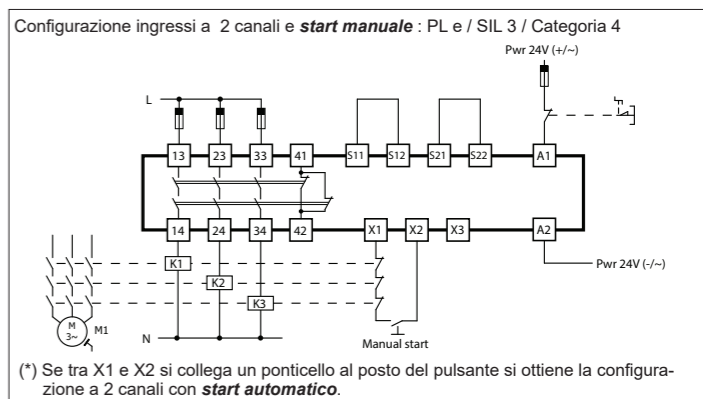 Configurazione ingressi a 2 canali e start manuale : PL e / SIL 3 / Categoria 4
Pwr 24V (+/~)
L
13 23 33 41 S11 S12 S21 S22 A1
14 24 34 42 X1 X2 X3 A2
K1
Pwr 24V (-/~)
K2
K3
M
3~
M1
N
Manual start
(*) Se tra X1 e X2 si collega un ponticello al posto del pulsante si ottiene la configura-
zione a 2 canali con start automatico.